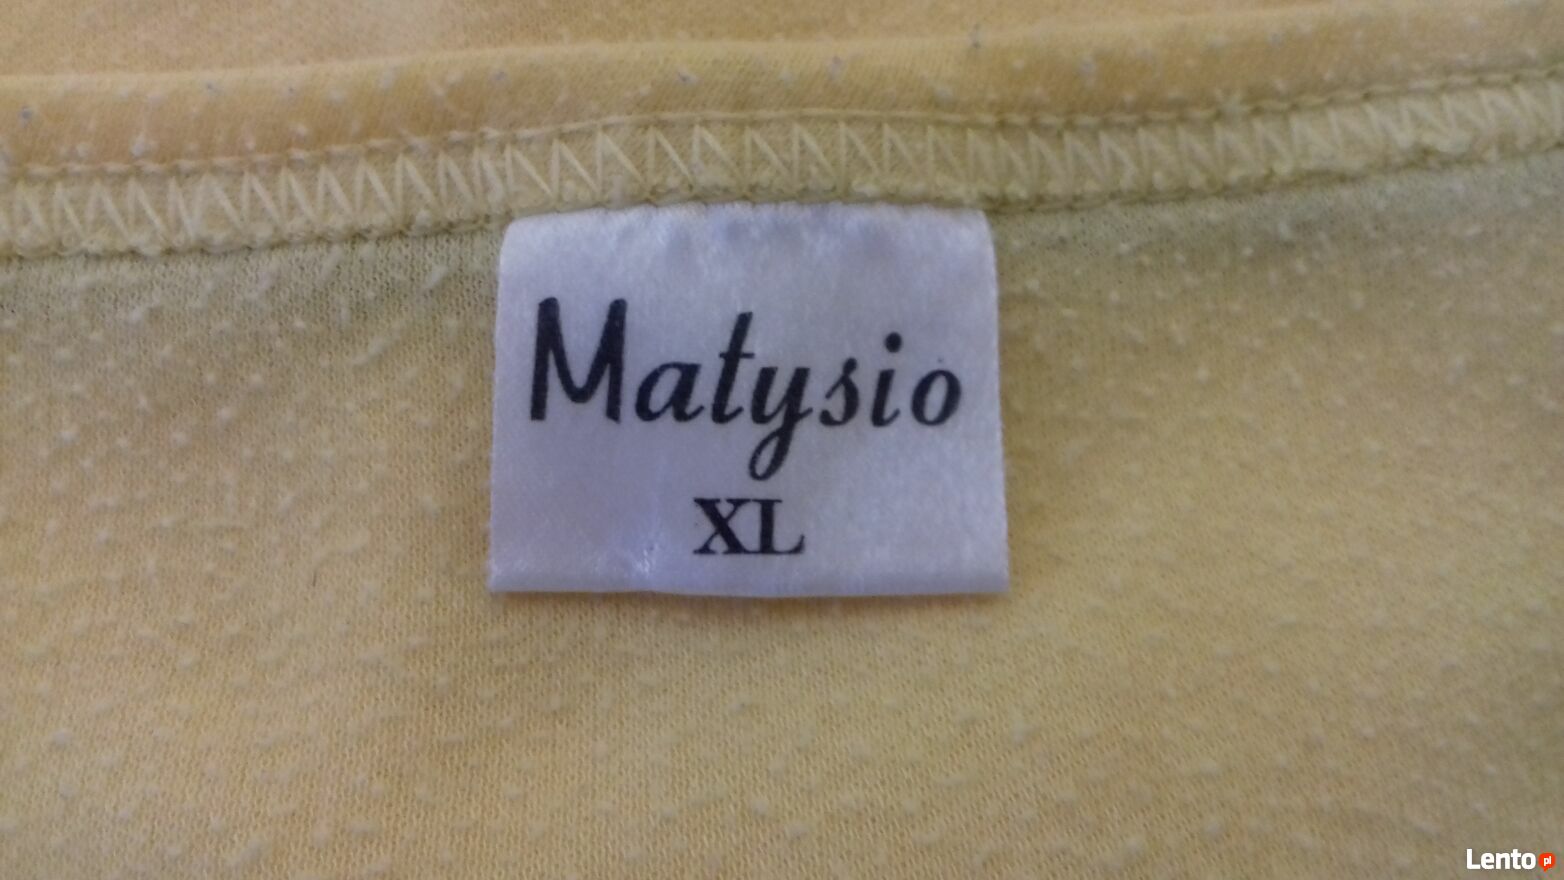 Matysio
XL
Lento pl